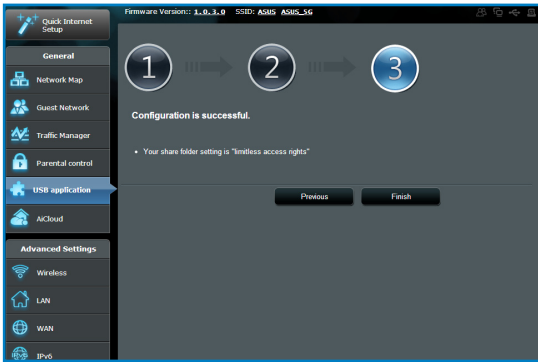 Quick Internet
Setup
Firmware Version:: 1.0.3.0 SSID: ASUS ASUS_5G
General
Network Map
Guest Network
Traffic Manager
Parental control
USB application
AiCloud
Advanced Settings
Wireless
LAN
WAN
IPv6
1
2
3
Configuration is successful.
• Your share folder setting is "limitless access rights"
Previous
Finish